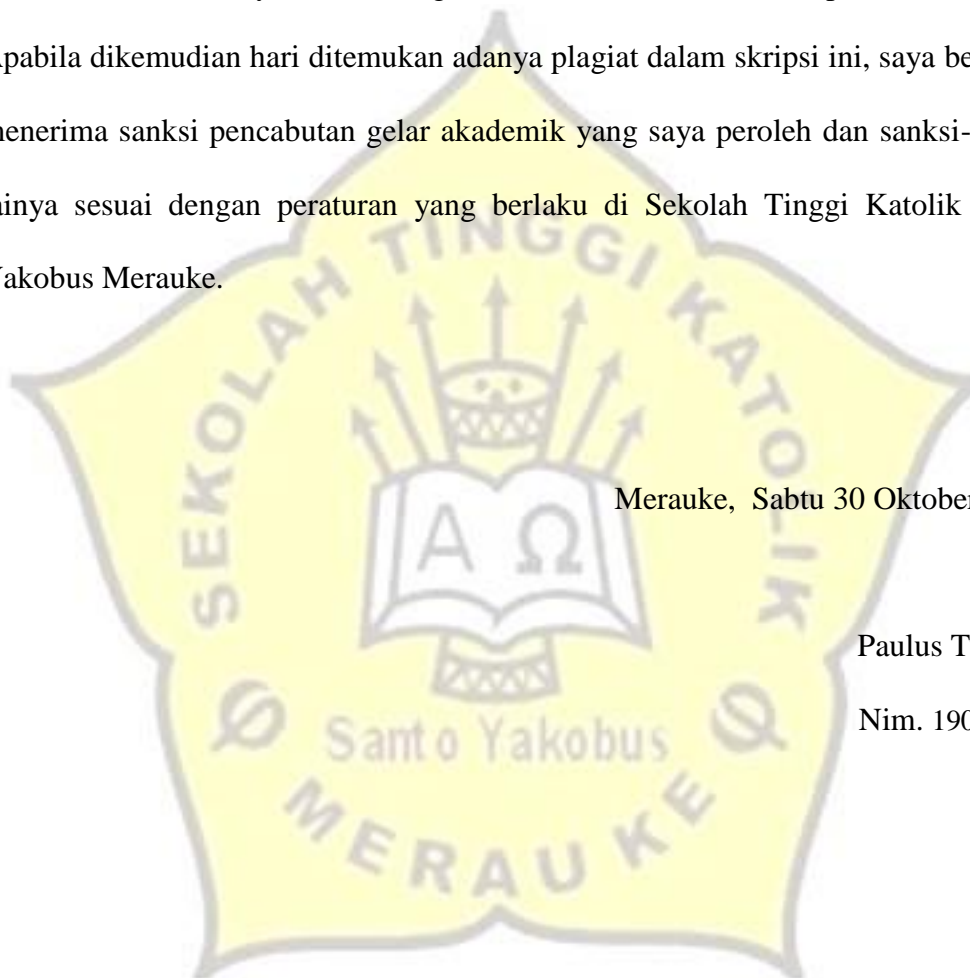 Apabila dikemudian hari ditemukan adanya plagiat dalam skripsi ini, saya be
menerima sanksi pencabutan gelar akademik yang saya peroleh dan sanksi-
ainya sesuai dengan peraturan yang berlaku di Sekolah Tinggi Katolik
Yakobus Merauke.
SEKOLAH TINGGI KATOLIK
Merauke, Sabtu 30 Oktober
Α Ω
Paulus T
Nim. 190
Santo Yakobus
MERAUKE